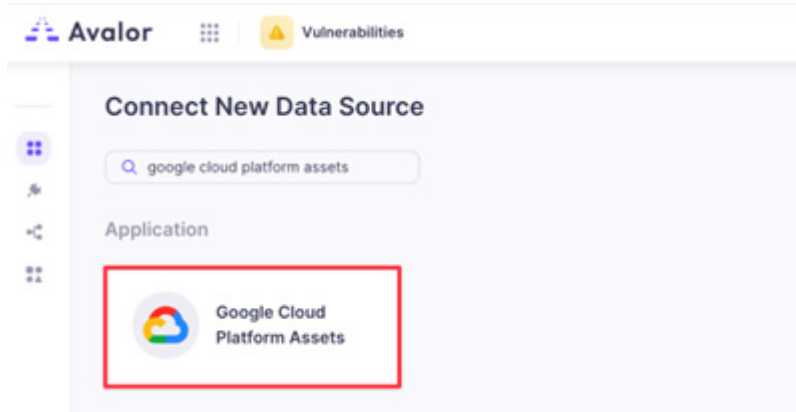 Avalor
Vulnerabilities
Connect New Data Source
google cloud platform assets
Application
Google Cloud
Platform Assets